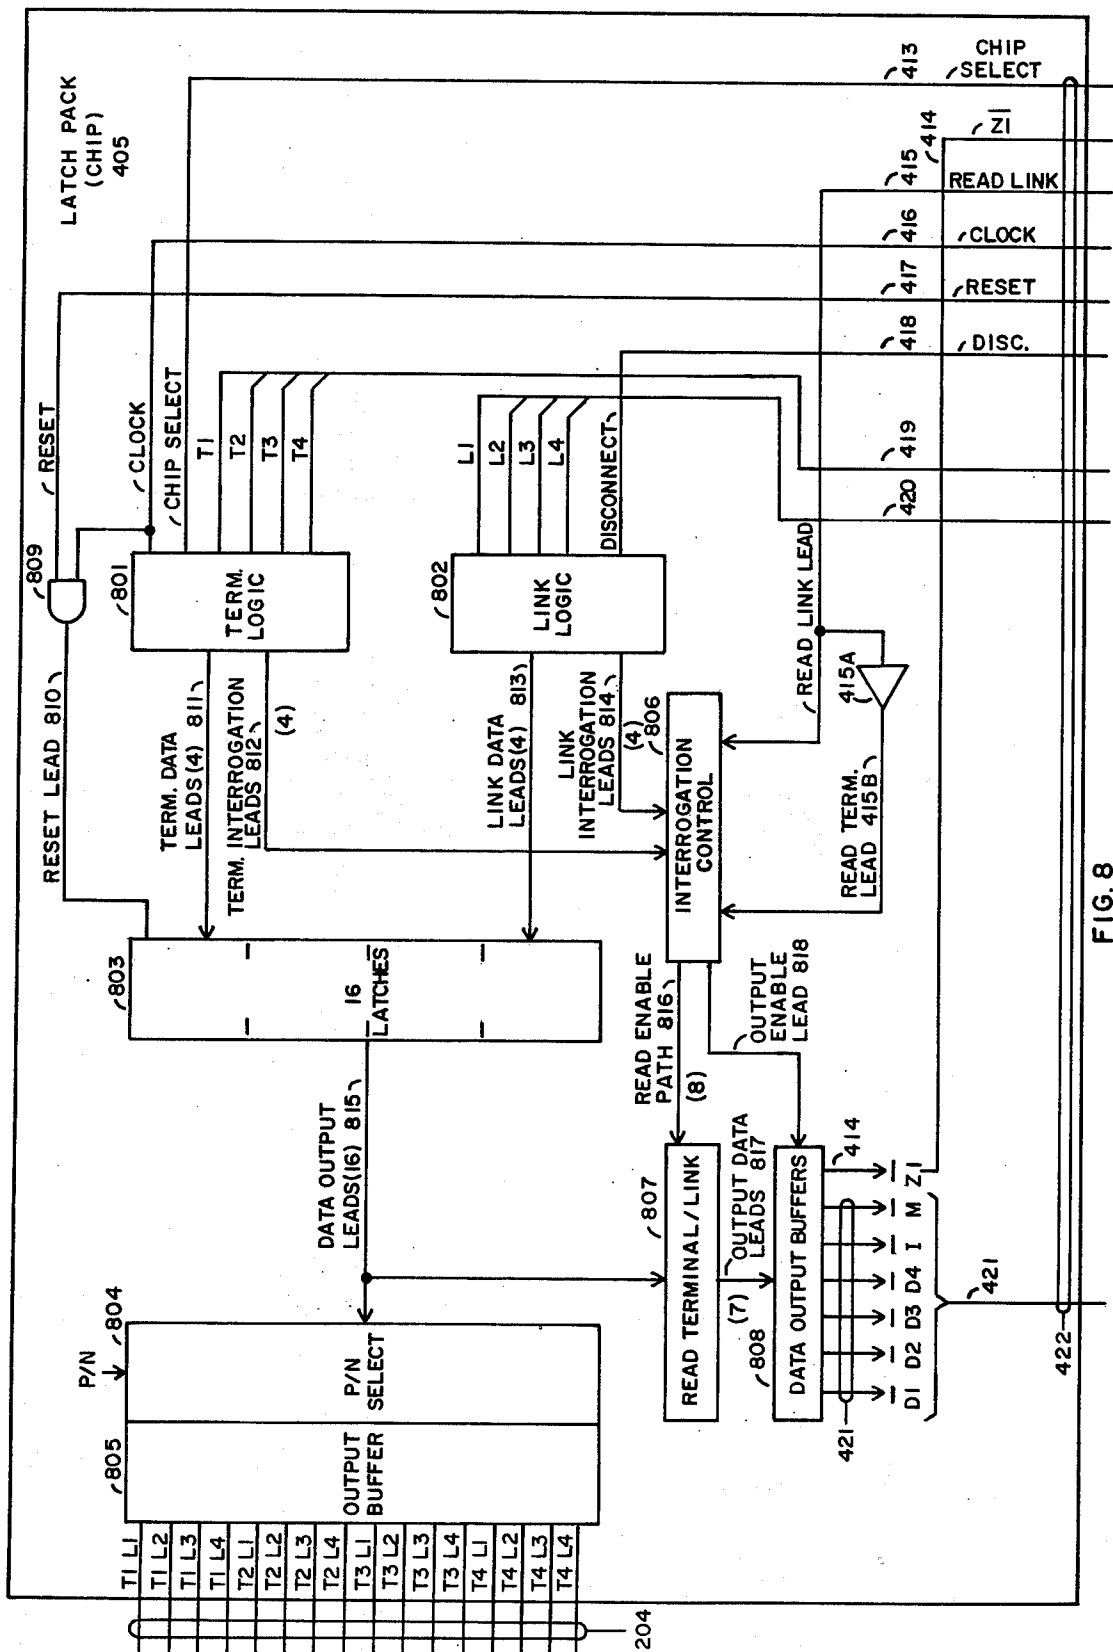 LATCH PACK
(CHIP)
405
809
RESET
CLOCK
CHIP SELECT
T1
T2
T3
T4
801
TERM.
LOGIC
RESET LEAD 810
TERM. DATA
LEADS (4) 811
TERM. INTERROGATION
LEADS 812
(4)
L1
L2
L3
L4
DISCONNECT
802
LINK
LOGIC
LINK DATA
LEADS (4) 813
LINK
INTERROGATION
LEADS 814
(4)
806
INTERROGATION
CONTROL
READ LINK LEAD
415A
READ TERM.
LEAD 415B
803
16
LATCHES
DATA OUTPUT
LEADS (16) 815
READ ENABLE
PATH 816
(8)
OUTPUT
ENABLE
LEAD 818
P/N
804
P/N
SELECT
805
OUTPUT
BUFFER
807
READ TERMINAL/LINK
OUTPUT DATA
LEADS 817
(7)
808
DATA OUTPUT BUFFERS
414
421
D1 D2 D3 D4 I M Z1
421
T1 L1
T1 L2
T1 L3
T1 L4
T2 L1
T2 L2
T2 L3
T2 L4
T3 L1
T3 L2
T3 L3
T3 L4
T4 L1
T4 L2
T4 L3
T4 L4
204
413
CHIP
SELECT
414
Z1
415
READ LINK
416
CLOCK
417
RESET
418
DISC.
419
420
422
FIG. 8